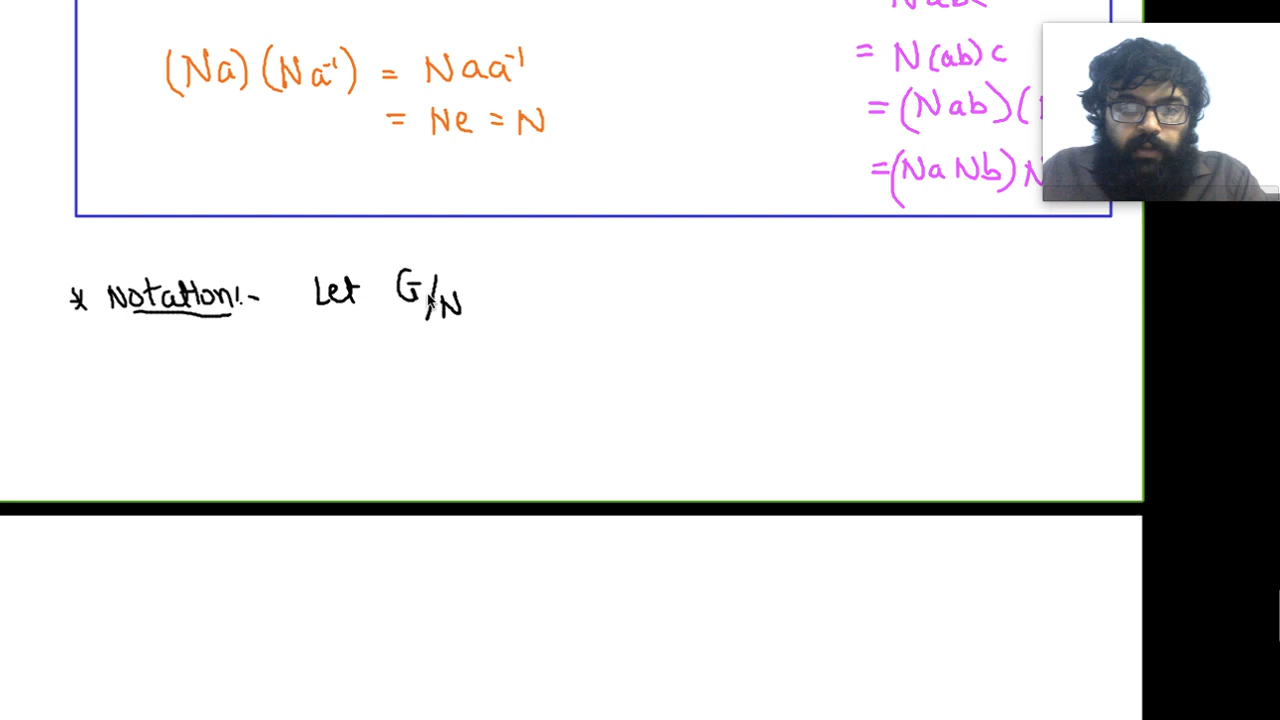 (Na)(Na⁻¹) = Naa⁻¹
= Ne = N
= N(ab)c
= (Nab)(
= (Na Nb) N
* Notation:- Let G/N